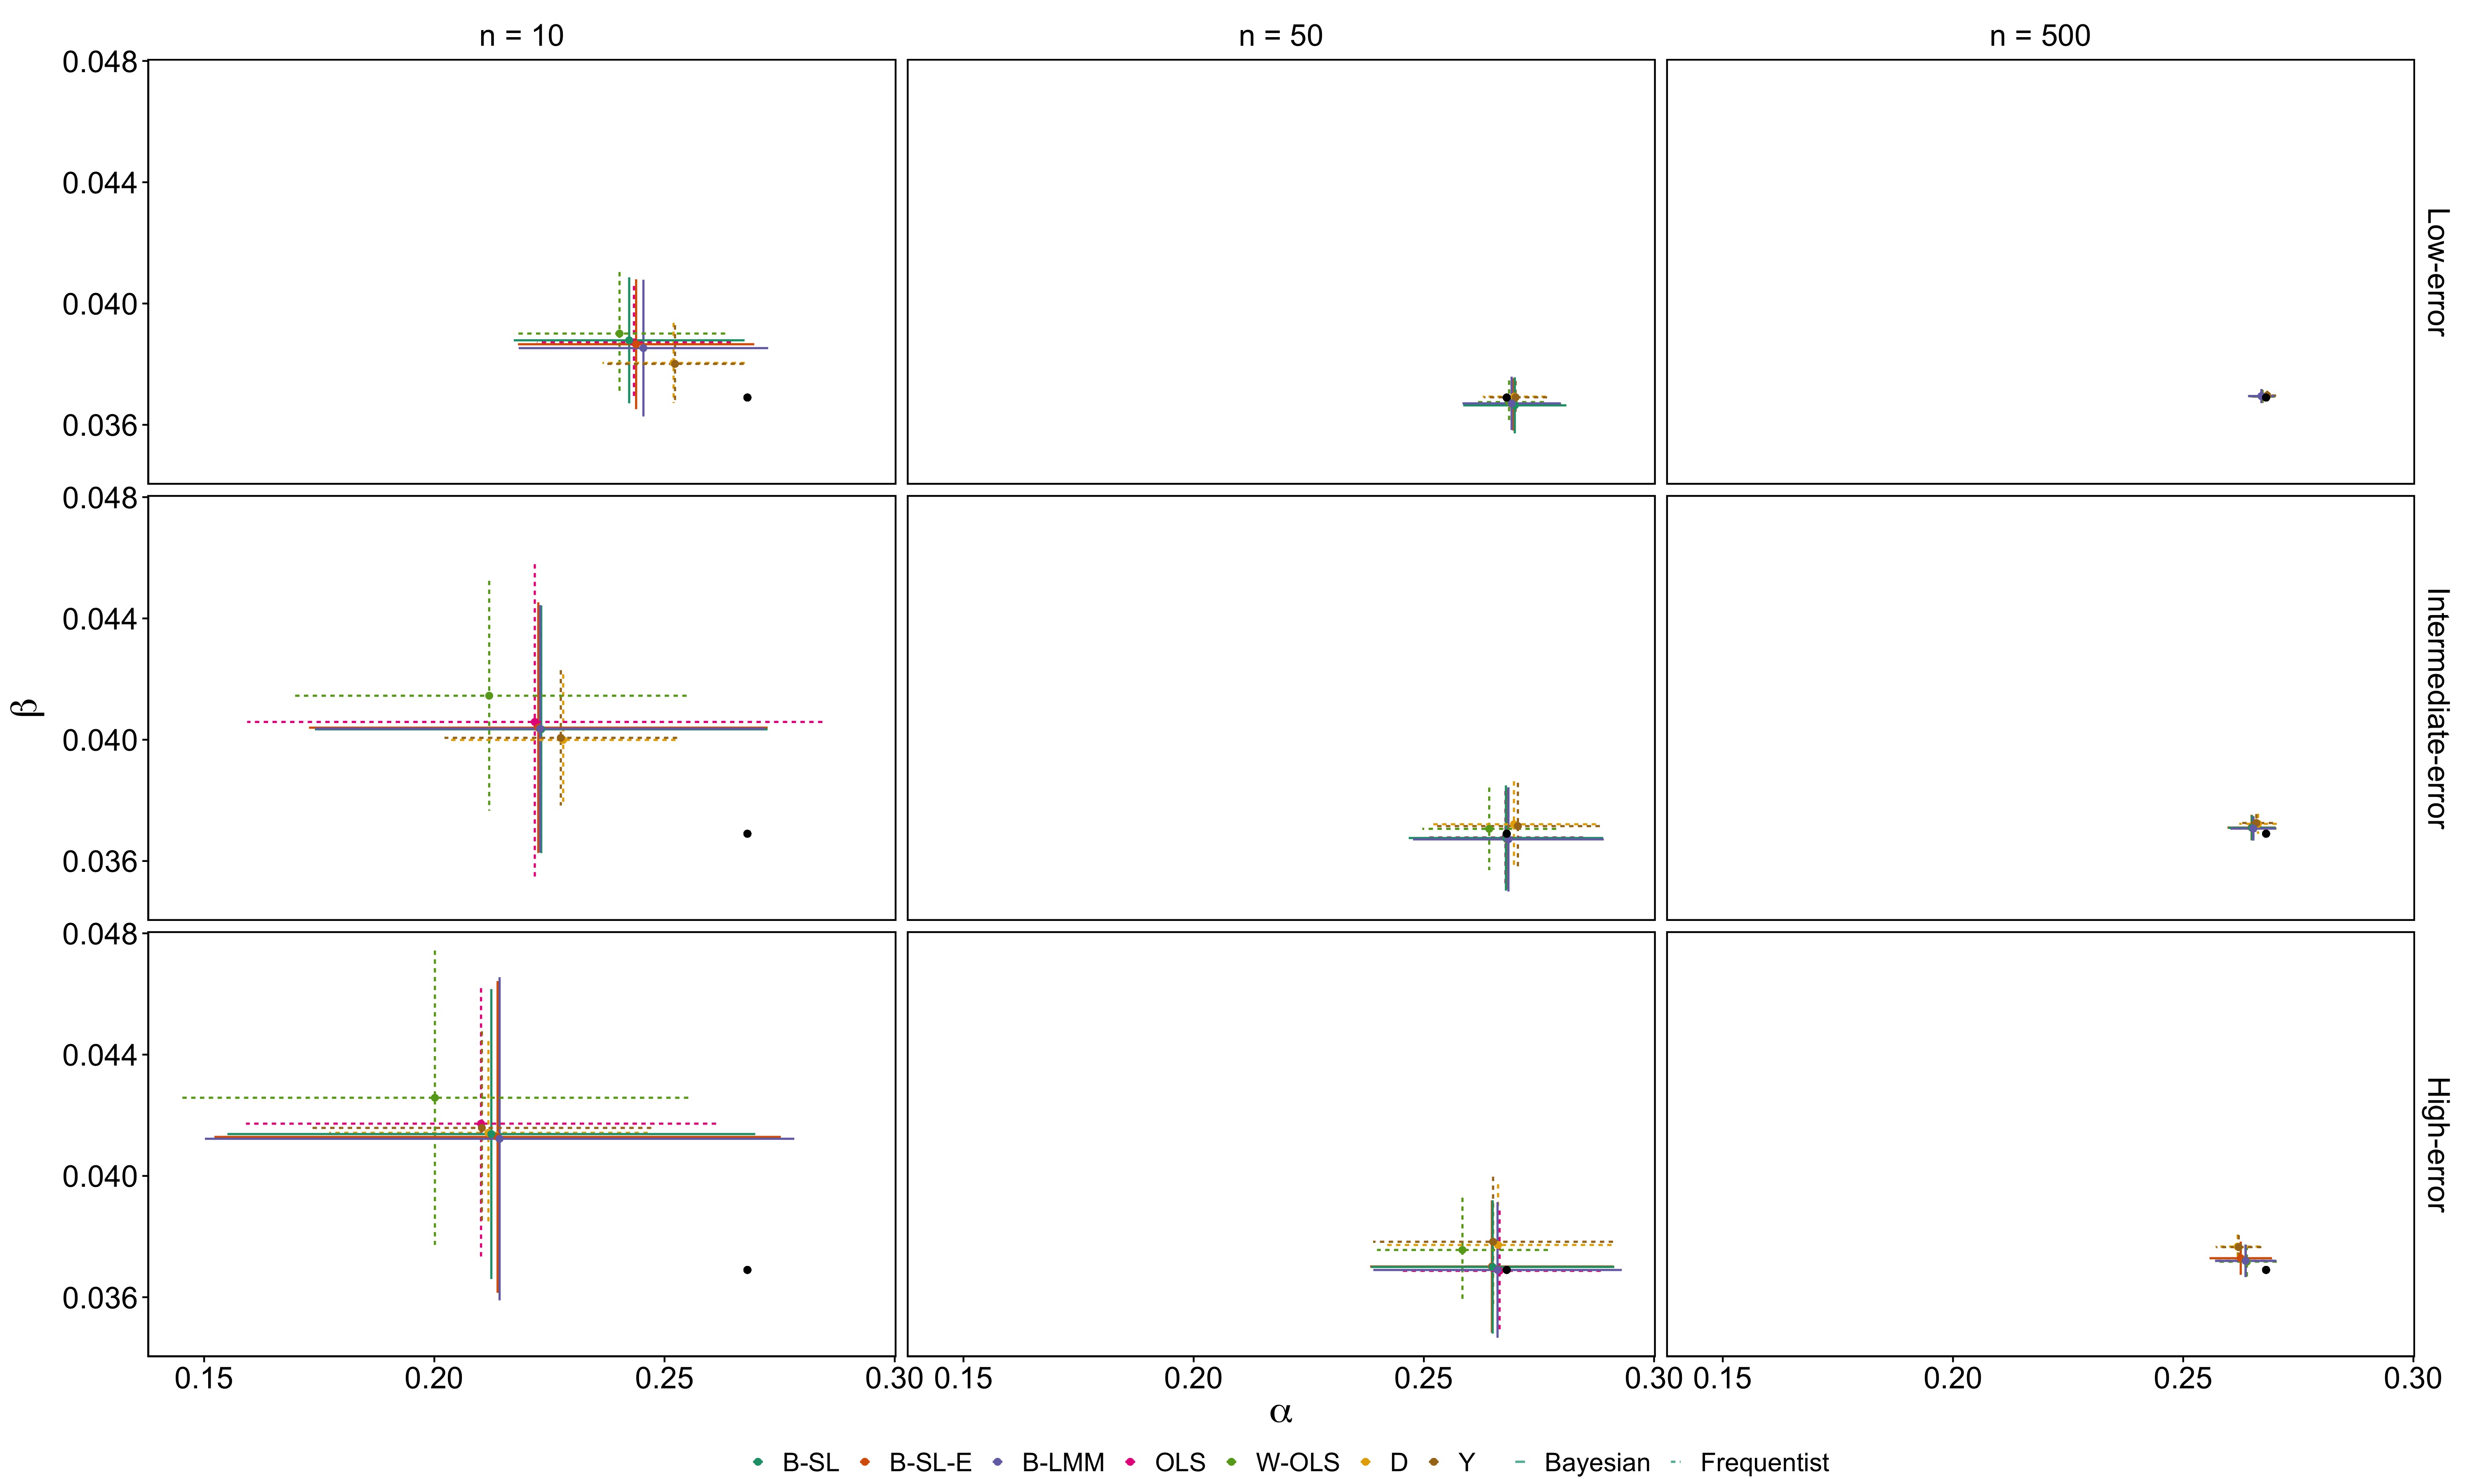 n = 10 n = 50 n = 500
0.048
0.044
0.040
0.036
Low-error
0.048
0.044
0.040
0.036
Intermediate-error
β
0.048
0.044
0.040
0.036
High-error
0.15 0.20 0.25 0.30 0.15 0.20 0.25 0.30 0.15 0.20 0.25 0.30
α
B-SL B-SL-E B-LMM OLS W-OLS D Y Bayesian Frequentist